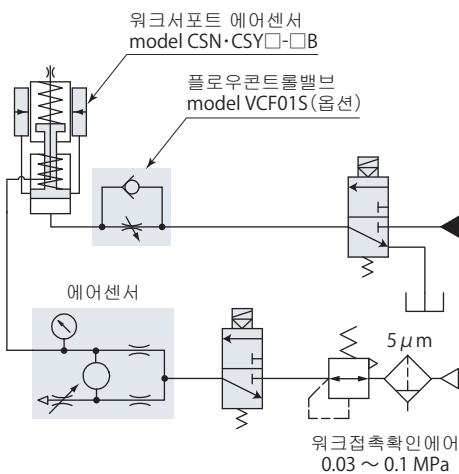 워크서포트 에어센서
model CSN･CSY□-□B
플로우콘트롤밸브
model VCF01S(옵션)
에어센서
5μm
워크접촉확인에어
0.03 ～ 0.1 MPa